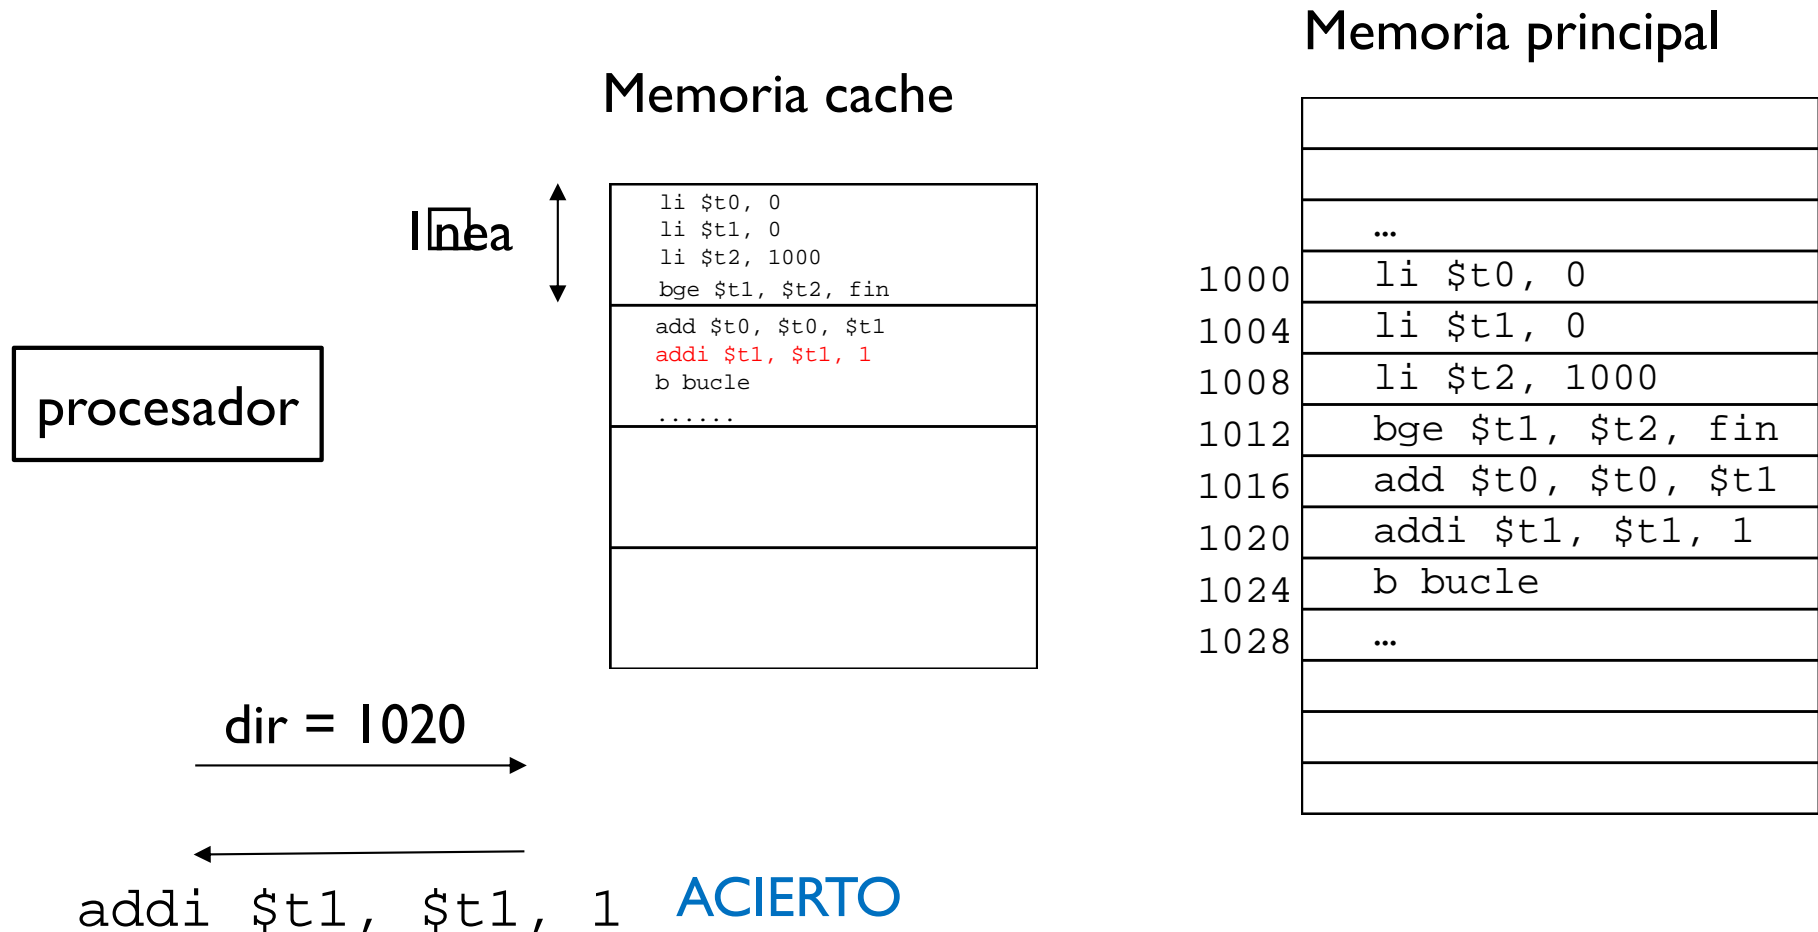 Memoria principal
Memoria cache
línea
li $t0, 0
li $t1, 0
li $t2, 1000
bge $t1, $t2, fin
add $t0, $t0, $t1
addi $t1, $t1, 1
b bucle
......
procesador
…
1000 li $t0, 0
1004 li $t1, 0
1008 li $t2, 1000
1012 bge $t1, $t2, fin
1016 add $t0, $t0, $t1
1020 addi $t1, $t1, 1
1024 b bucle
1028 …
dir = 1020
addi $t1, $t1, 1
ACIERTO